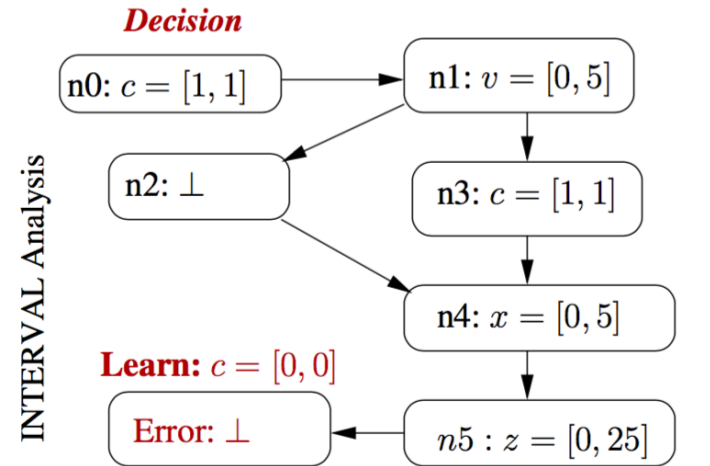 Decision
n0: c = [1, 1]
n1: v = [0, 5]
n2: ⊥
n3: c = [1, 1]
INTERVAL Analysis
n4: x = [0, 5]
Learn: c = [0, 0]
Error: ⊥
n5 : z = [0, 25]